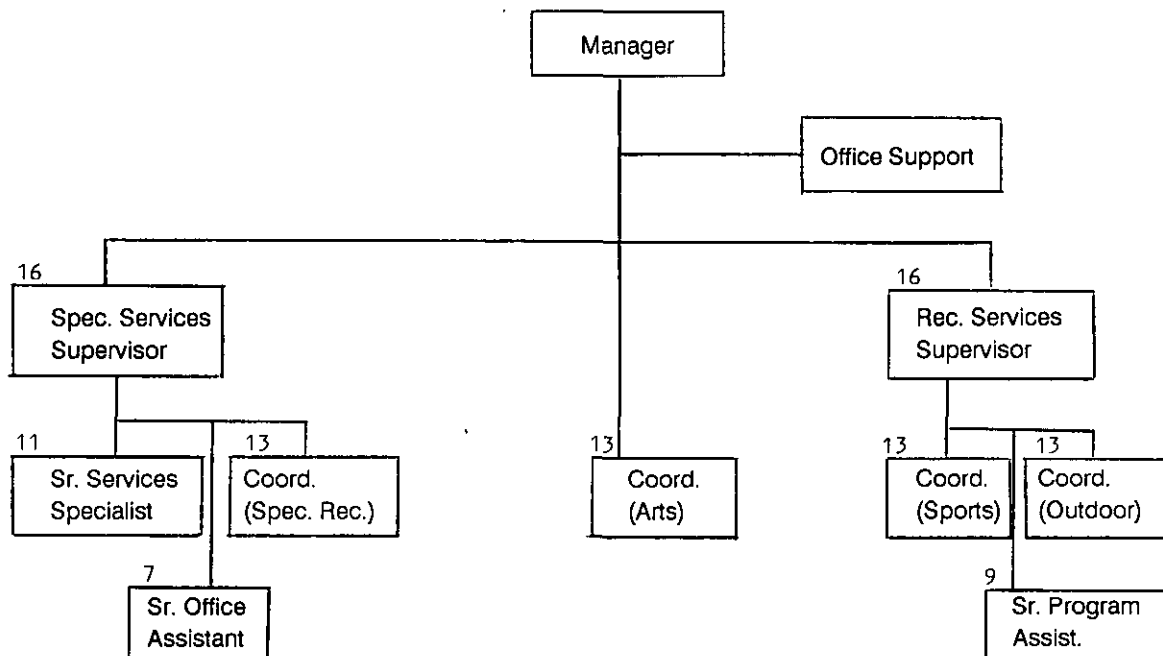 Manager
Office Support
16
Spec. Services
Supervisor
16
Rec. Services
Supervisor
11
Sr. Services
Specialist
13
Coord.
(Spec. Rec.)
13
Coord.
(Arts)
13
Coord.
(Sports)
13
Coord.
(Outdoor)
7
Sr. Office
Assistant
9
Sr. Program
Assist.